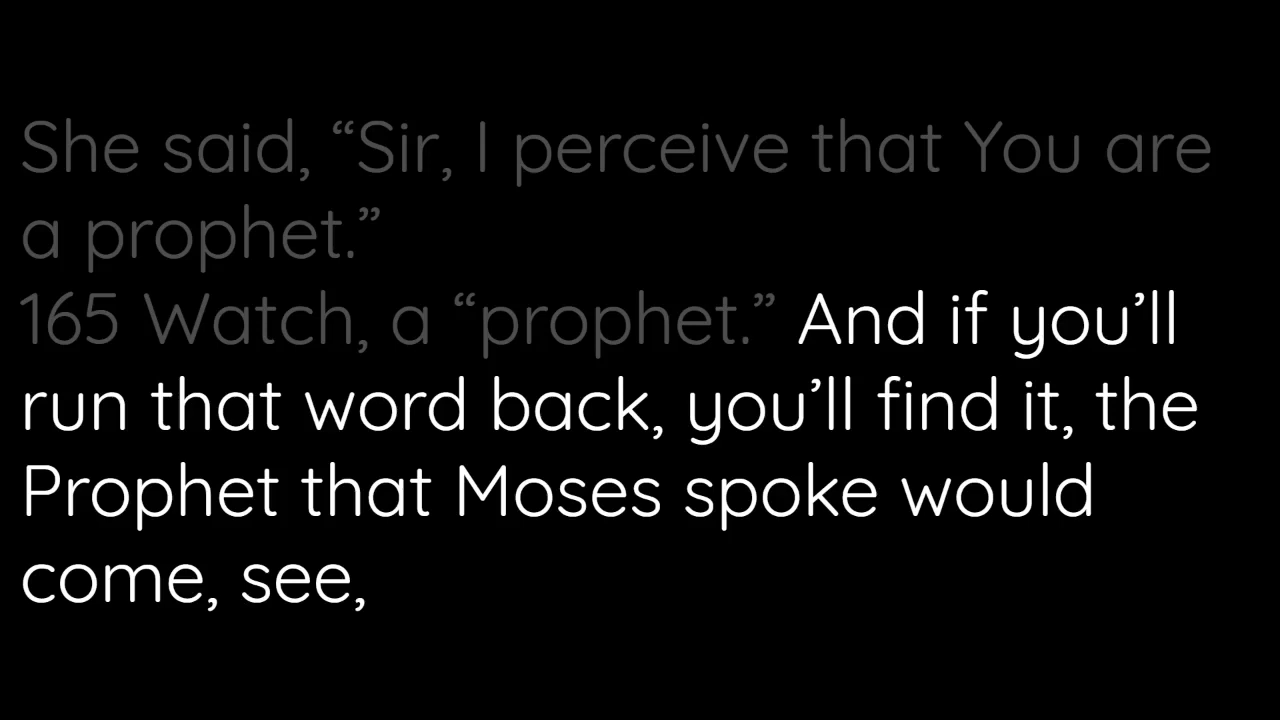 She said, “Sir, I perceive that You are
a prophet.”
165 Watch, a “prophet.” And if you’ll
run that word back, you’ll find it, the
Prophet that Moses spoke would
come, see,